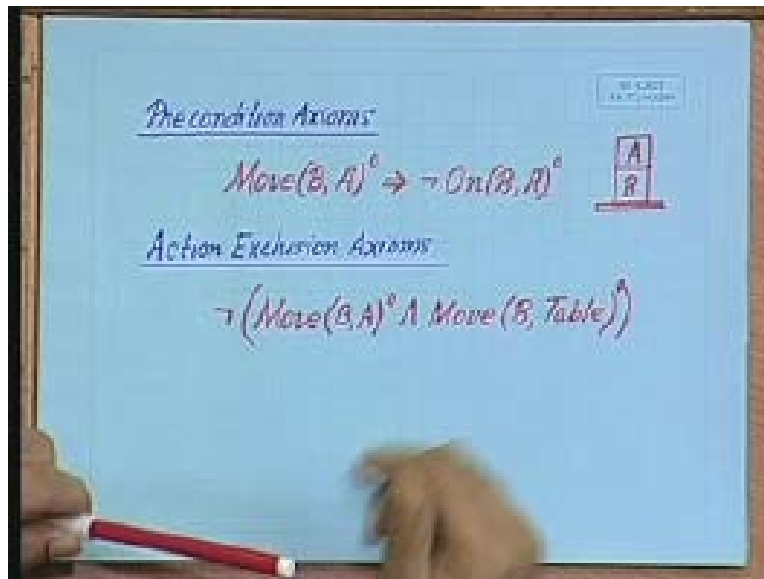 Precondition Axioms
Move(B, A)⁰ → ¬ On(B, A)⁰
A
B
Action Exclusion Axioms
¬(Move(B,A)⁰ ∧ Move(B, Table)⁰)